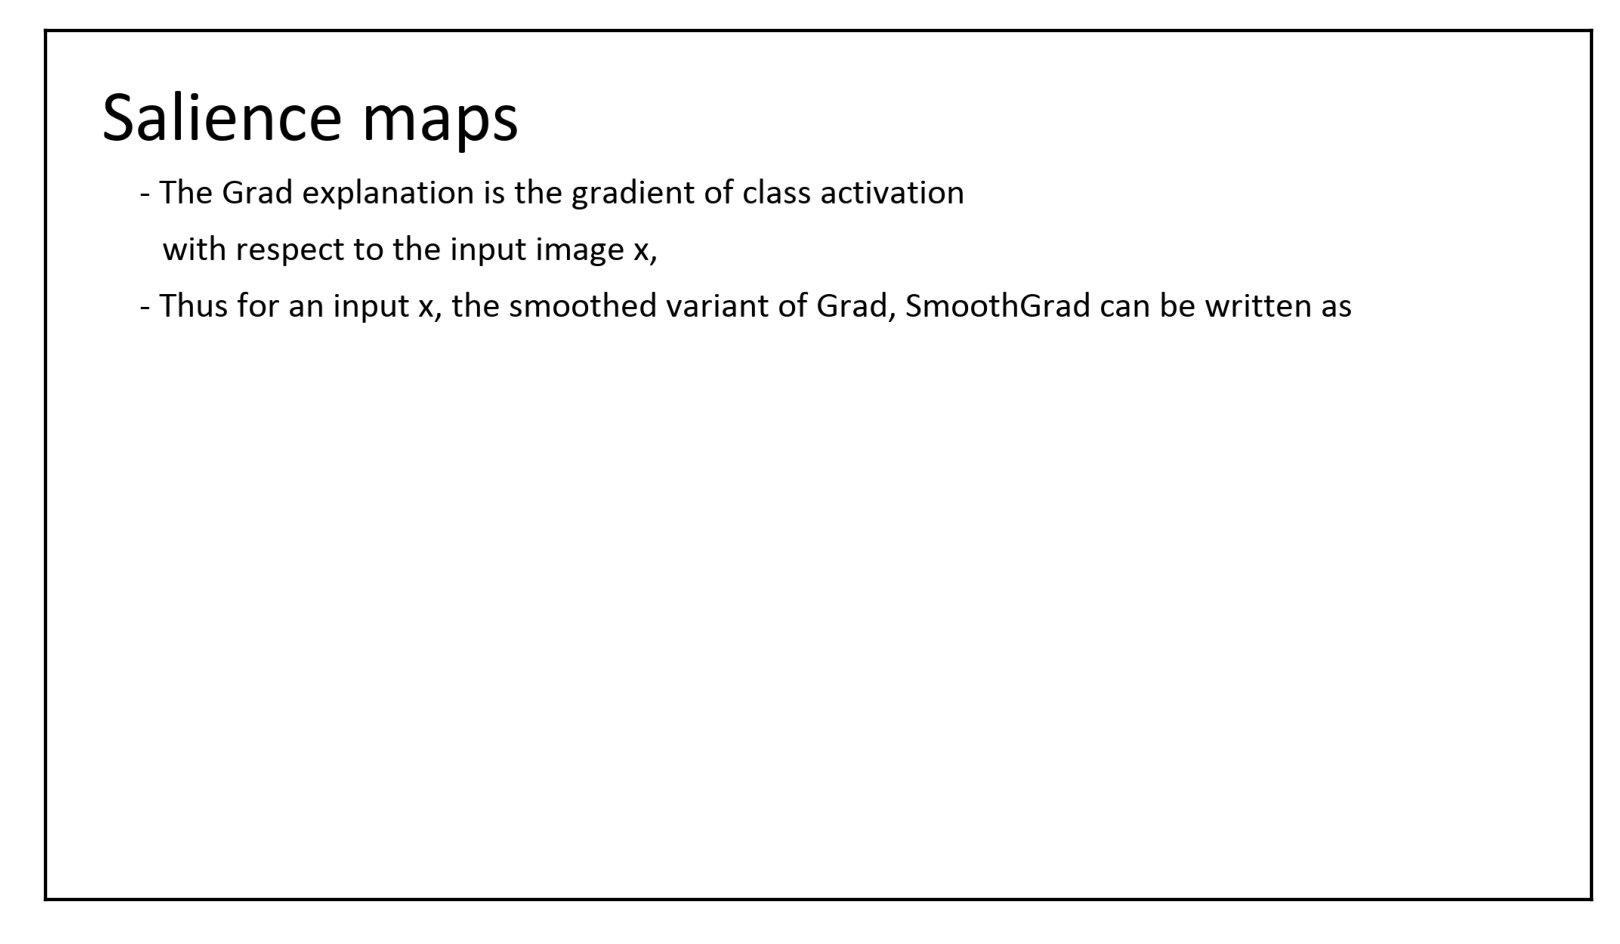 Salience maps
- The Grad explanation is the gradient of class activation
with respect to the input image x,
- Thus for an input x, the smoothed variant of Grad, SmoothGrad can be written as